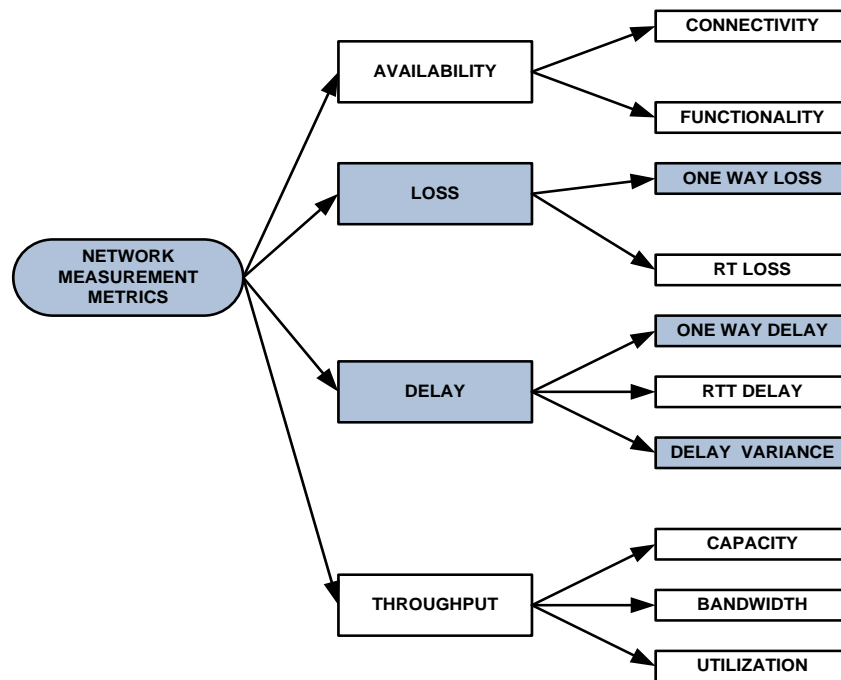 NETWORK
MEASUREMENT
METRICS
AVAILABILITY
CONNECTIVITY
FUNCTIONALITY
LOSS
ONE WAY LOSS
RT LOSS
DELAY
ONE WAY DELAY
RTT DELAY
DELAY VARIANCE
THROUGHPUT
CAPACITY
BANDWIDTH
UTILIZATION